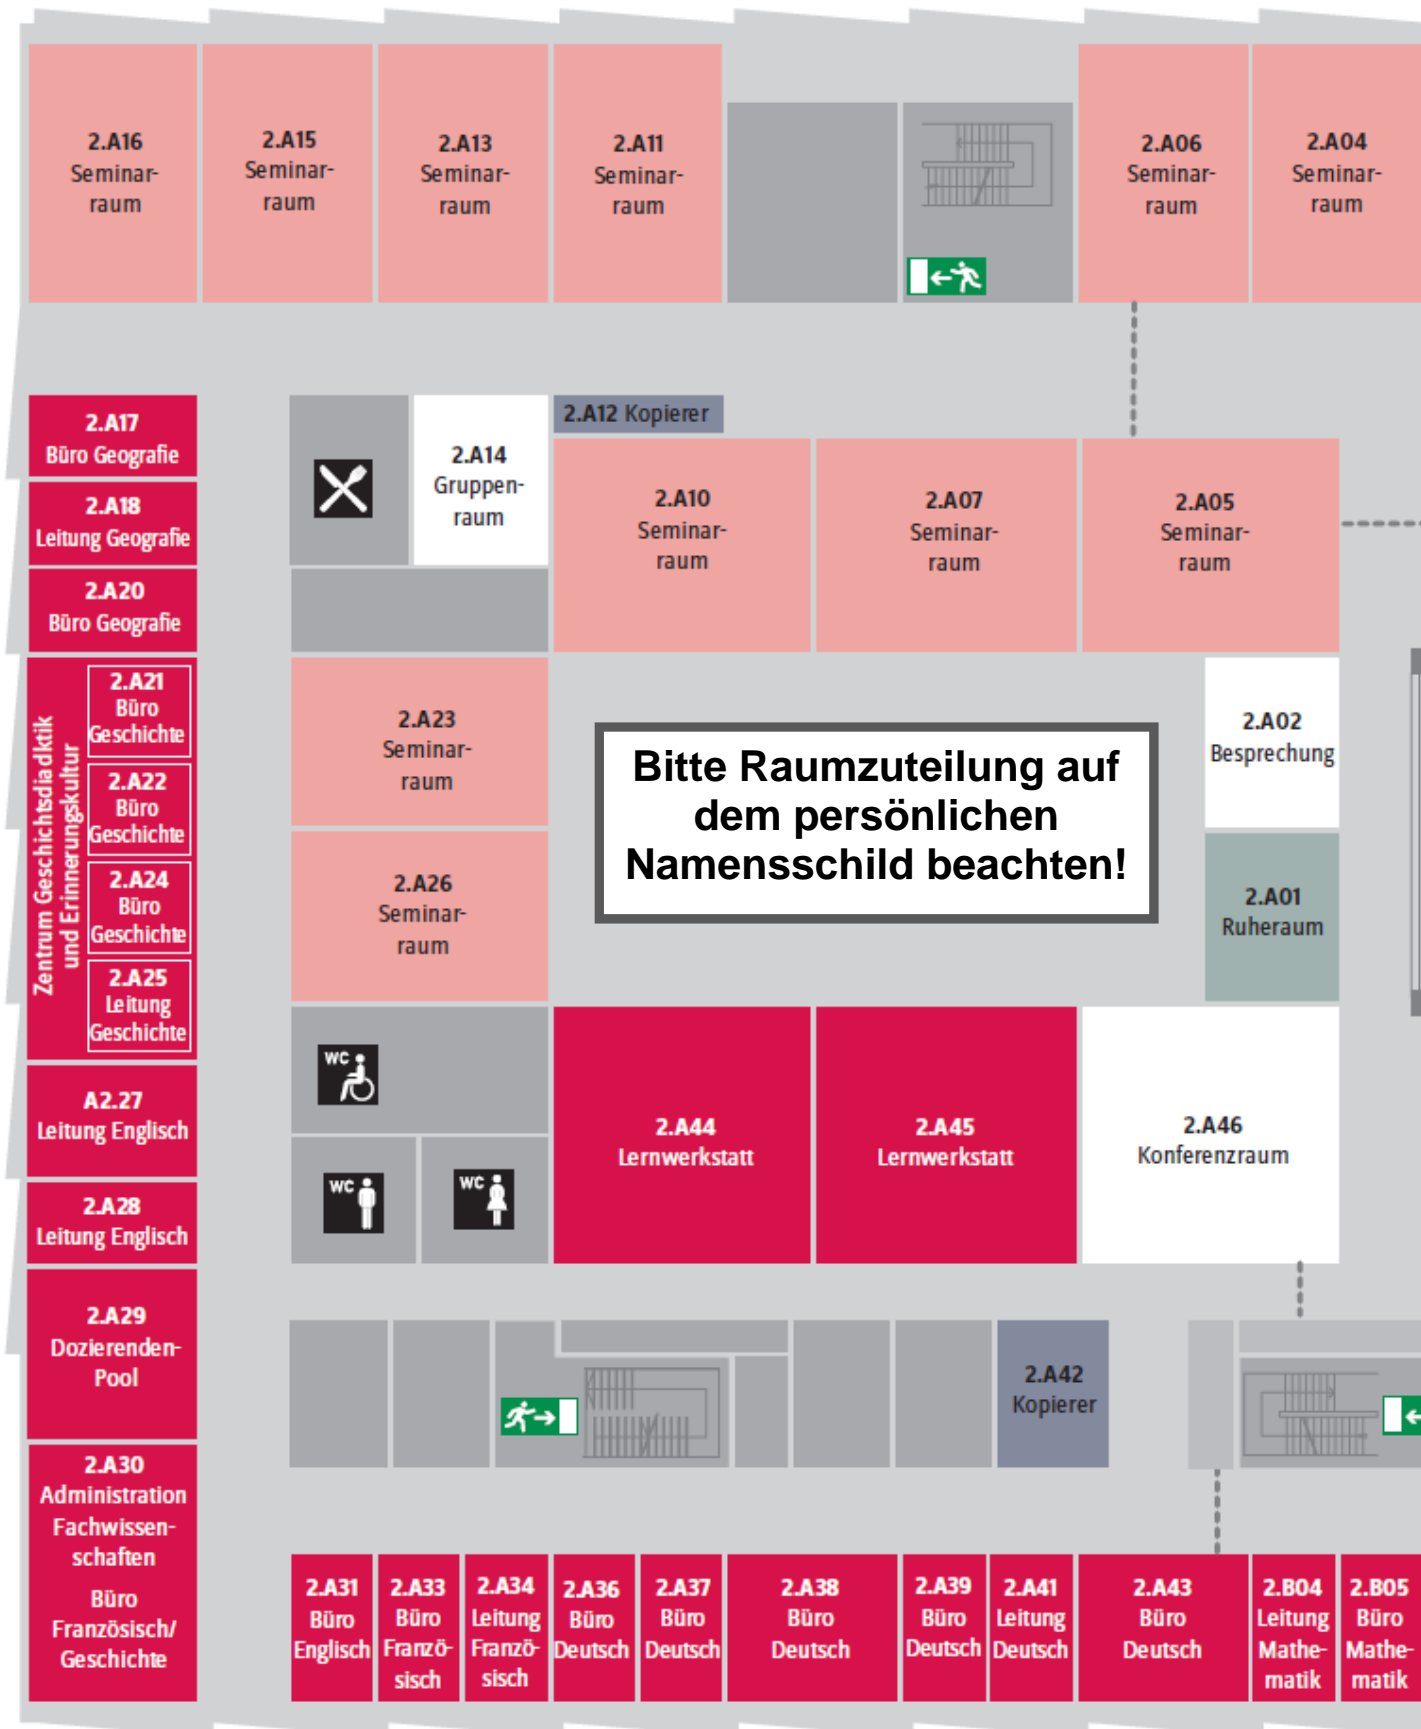 2.A16
Seminar-
raum
2.A15
Seminar-
raum
2.A13
Seminar-
raum
2.A11
Seminar-
raum
2.A06
Seminar-
raum
2.A04
Seminar-
raum
2.A17
Büro Geografie
2.A18
Leitung Geografie
2.A20
Büro Geografie
2.A14
Gruppen-
raum
2.A12 Kopierer
2.A10
Seminar-
raum
2.A07
Seminar-
raum
2.A05
Seminar-
raum
Zentrum Geschichtsdiadktik
und Erinnerungskultur
2.A21
Büro
Geschichte
2.A22
Büro
Geschichte
2.A24
Büro
Geschichte
2.A25
Leitung
Geschichte
2.A23
Seminar-
raum
2.A26
Seminar-
raum
Bitte Raumzuteilung auf
dem persönlichen
Namensschild beachten!
2.A02
Besprechung
2.A01
Ruheraum
A2.27
Leitung Englisch
2.A28
Leitung Englisch
WC
WC
WC
2.A44
Lernwerkstatt
2.A45
Lernwerkstatt
2.A46
Konferenzraum
2.A29
Dozierenden-
Pool
2.A42
Kopierer
2.A30
Administration
Fachwissen-
schaften
Büro
Französisch/
Geschichte
2.A31
Büro
Englisch
2.A33
Büro
Franzö-
sisch
2.A34
Leitung
Franzö-
sisch
2.A36
Büro
Deutsch
2.A37
Büro
Deutsch
2.A38
Büro
Deutsch
2.A39
Büro
Deutsch
2.A41
Leitung
Deutsch
2.A43
Büro
Deutsch
2.B04
Leitung
Mathe-
matik
2.B05
Büro
Mathe-
matik